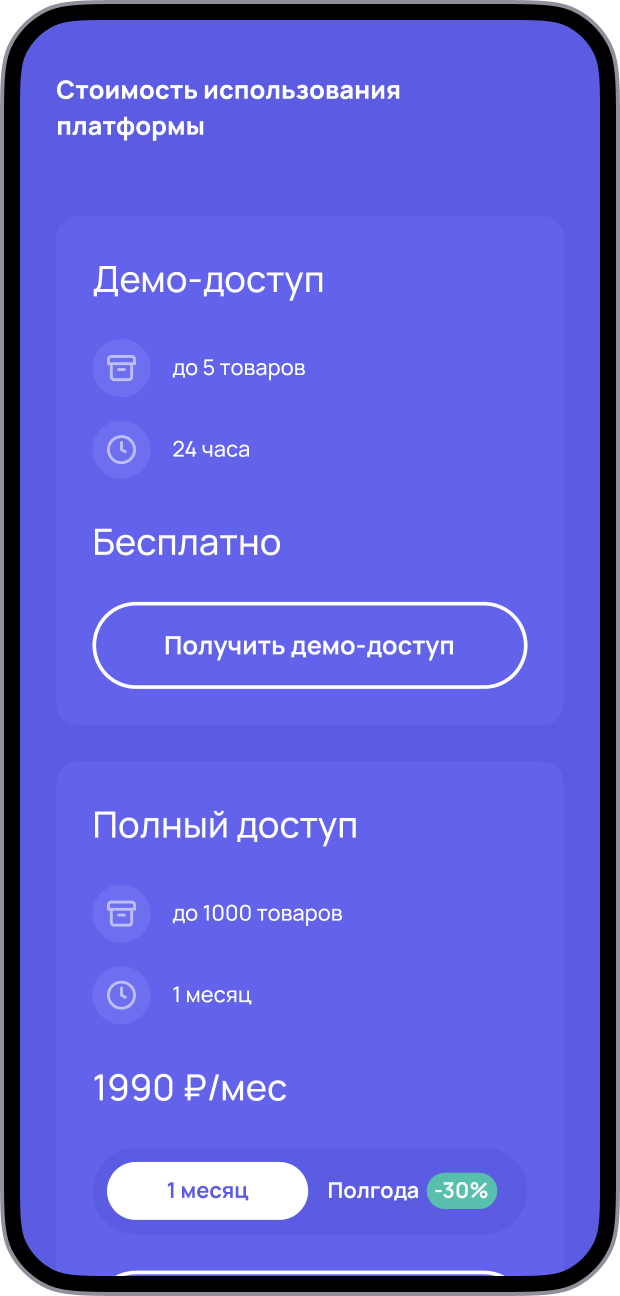 Стоимость использования
платформы
Демо-доступ
до 5 товаров
24 часа
Бесплатно
Получить демо-доступ
Полный доступ
до 1000 товаров
1 месяц
1990 ₽/мес
1 месяц Полгода -30%